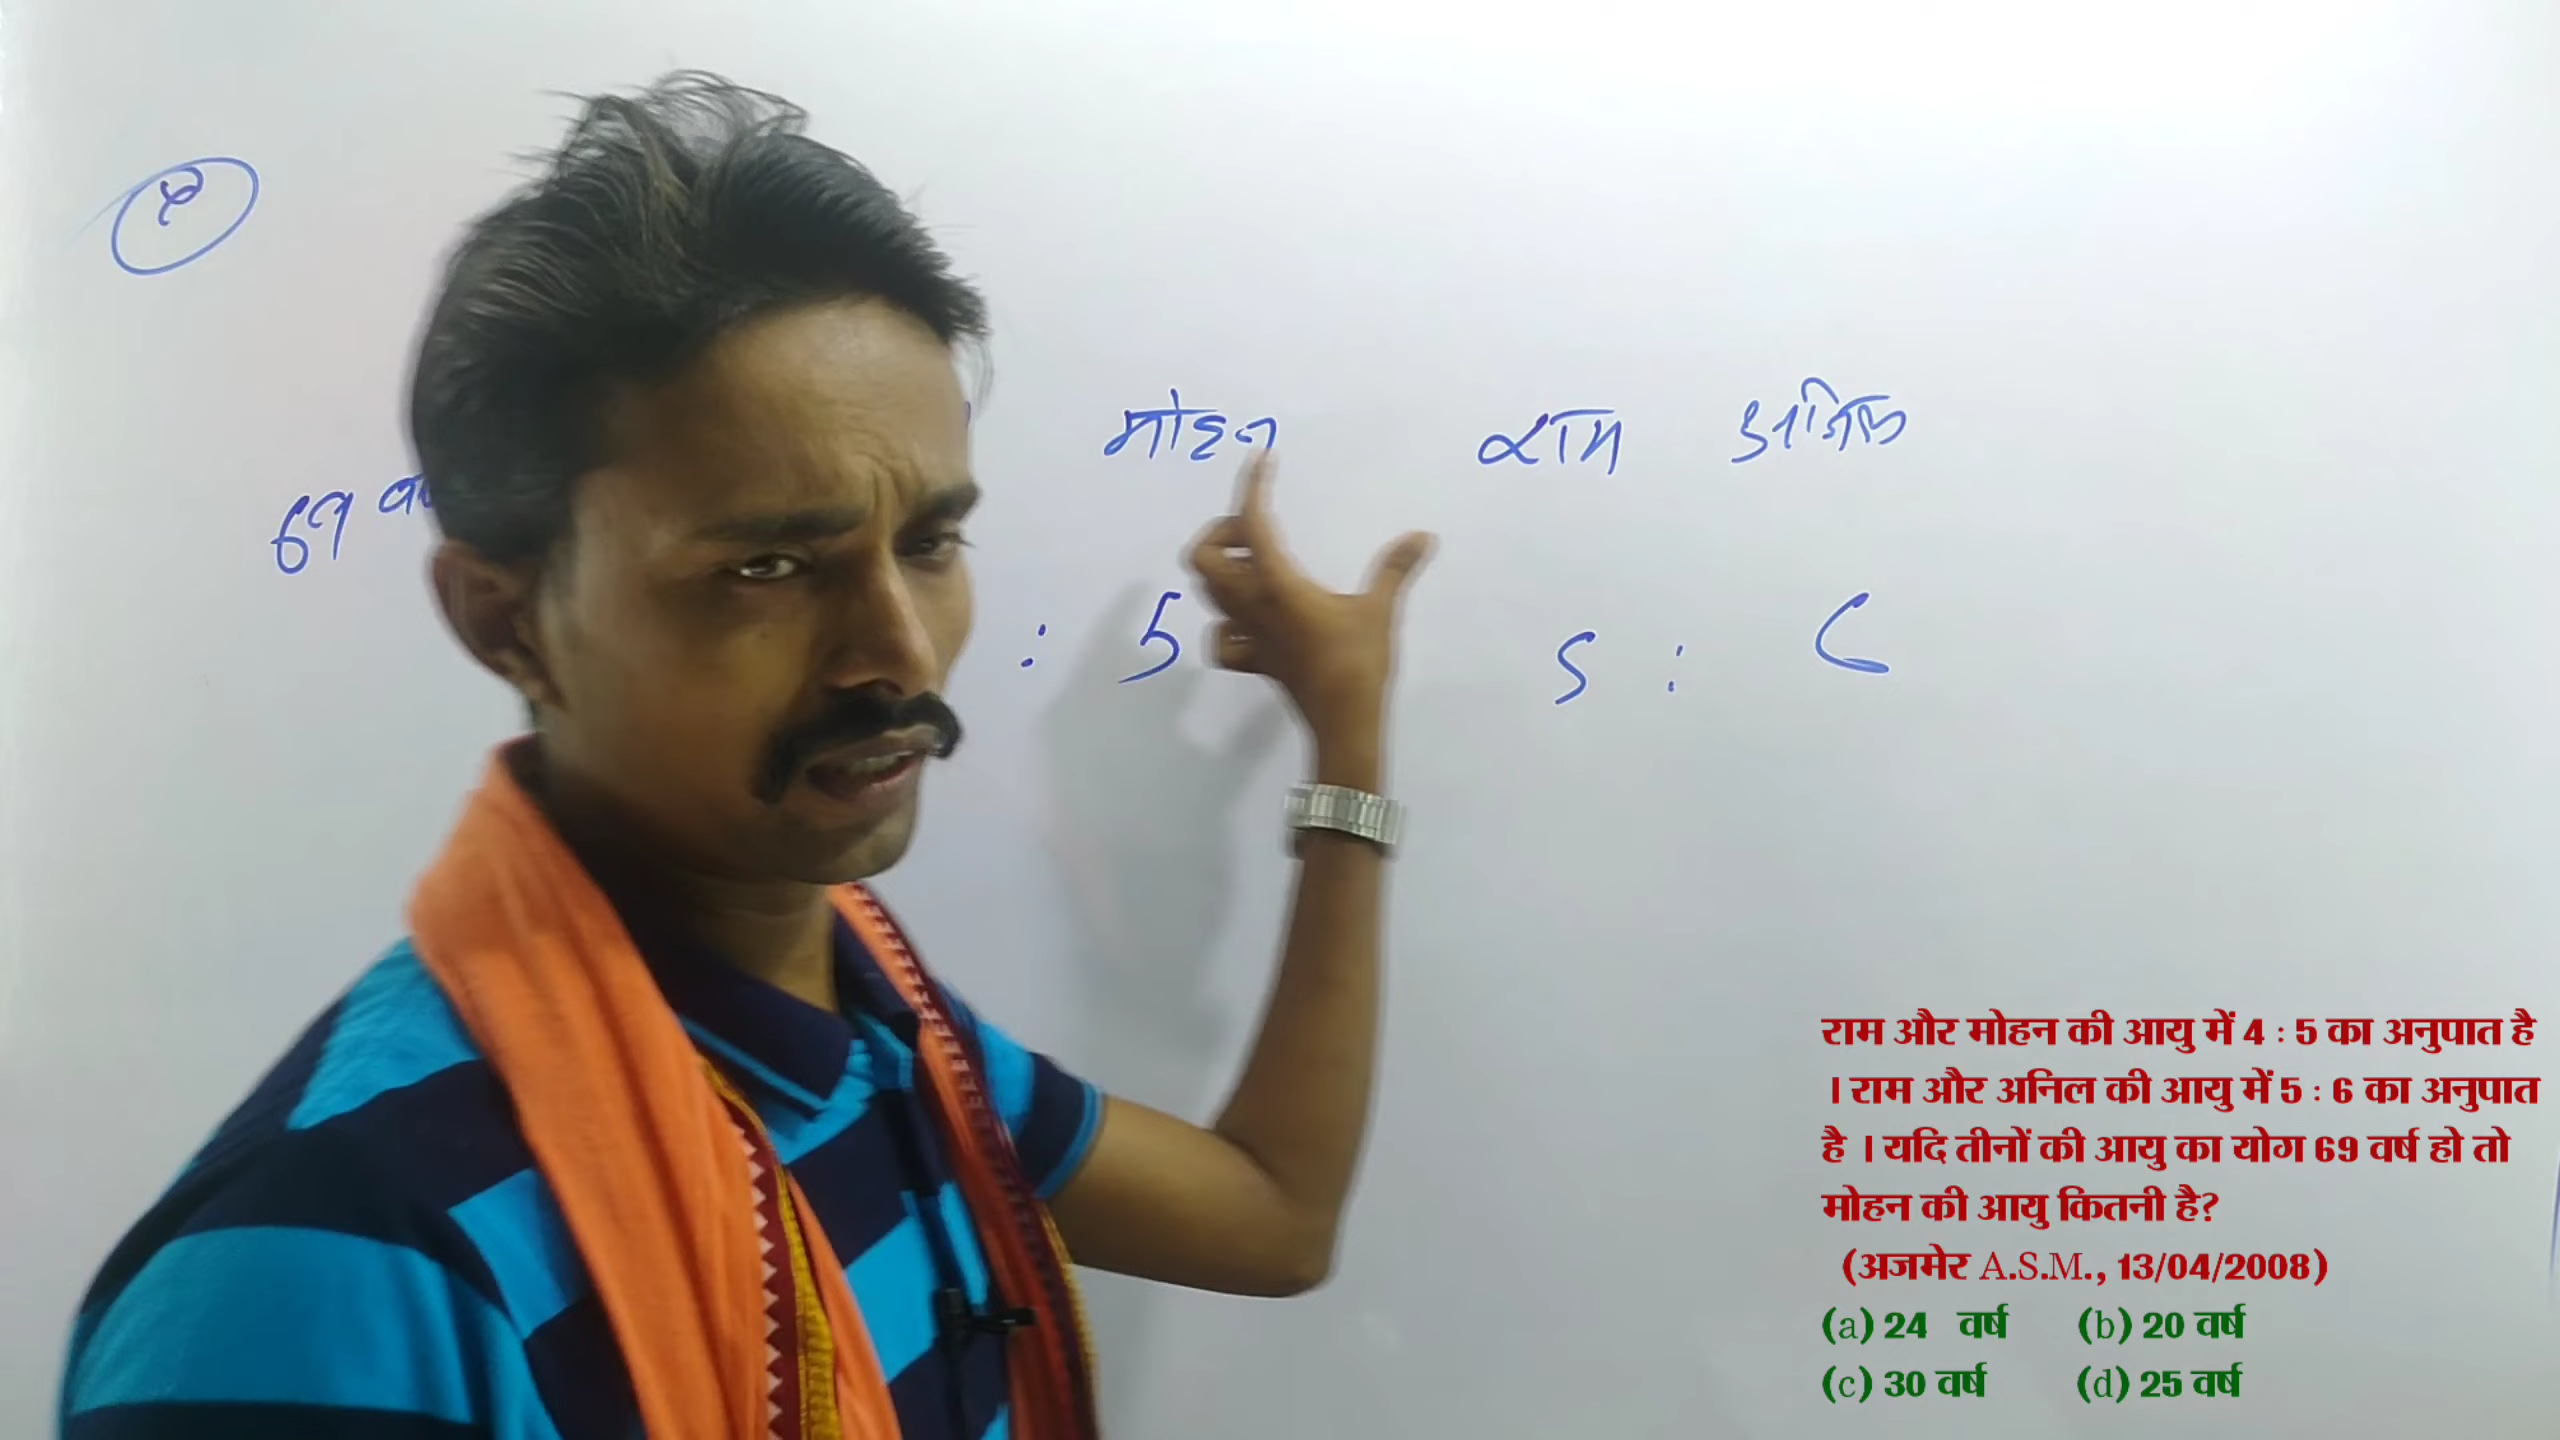 मोहन राम अनिल
69
: 5 5 : 6
राम और मोहन की आयु में 4 : 5 का अनुपात है
। राम और अनिल की आयु में 5 : 6 का अनुपात
है । यदि तीनों की आयु का योग 69 वर्ष हो तो
मोहन की आयु कितनी है?
(अजमेर A.S.M., 13/04/2008)
(a) 24 वर्ष (b) 20 वर्ष
(c) 30 वर्ष (d) 25 वर्ष